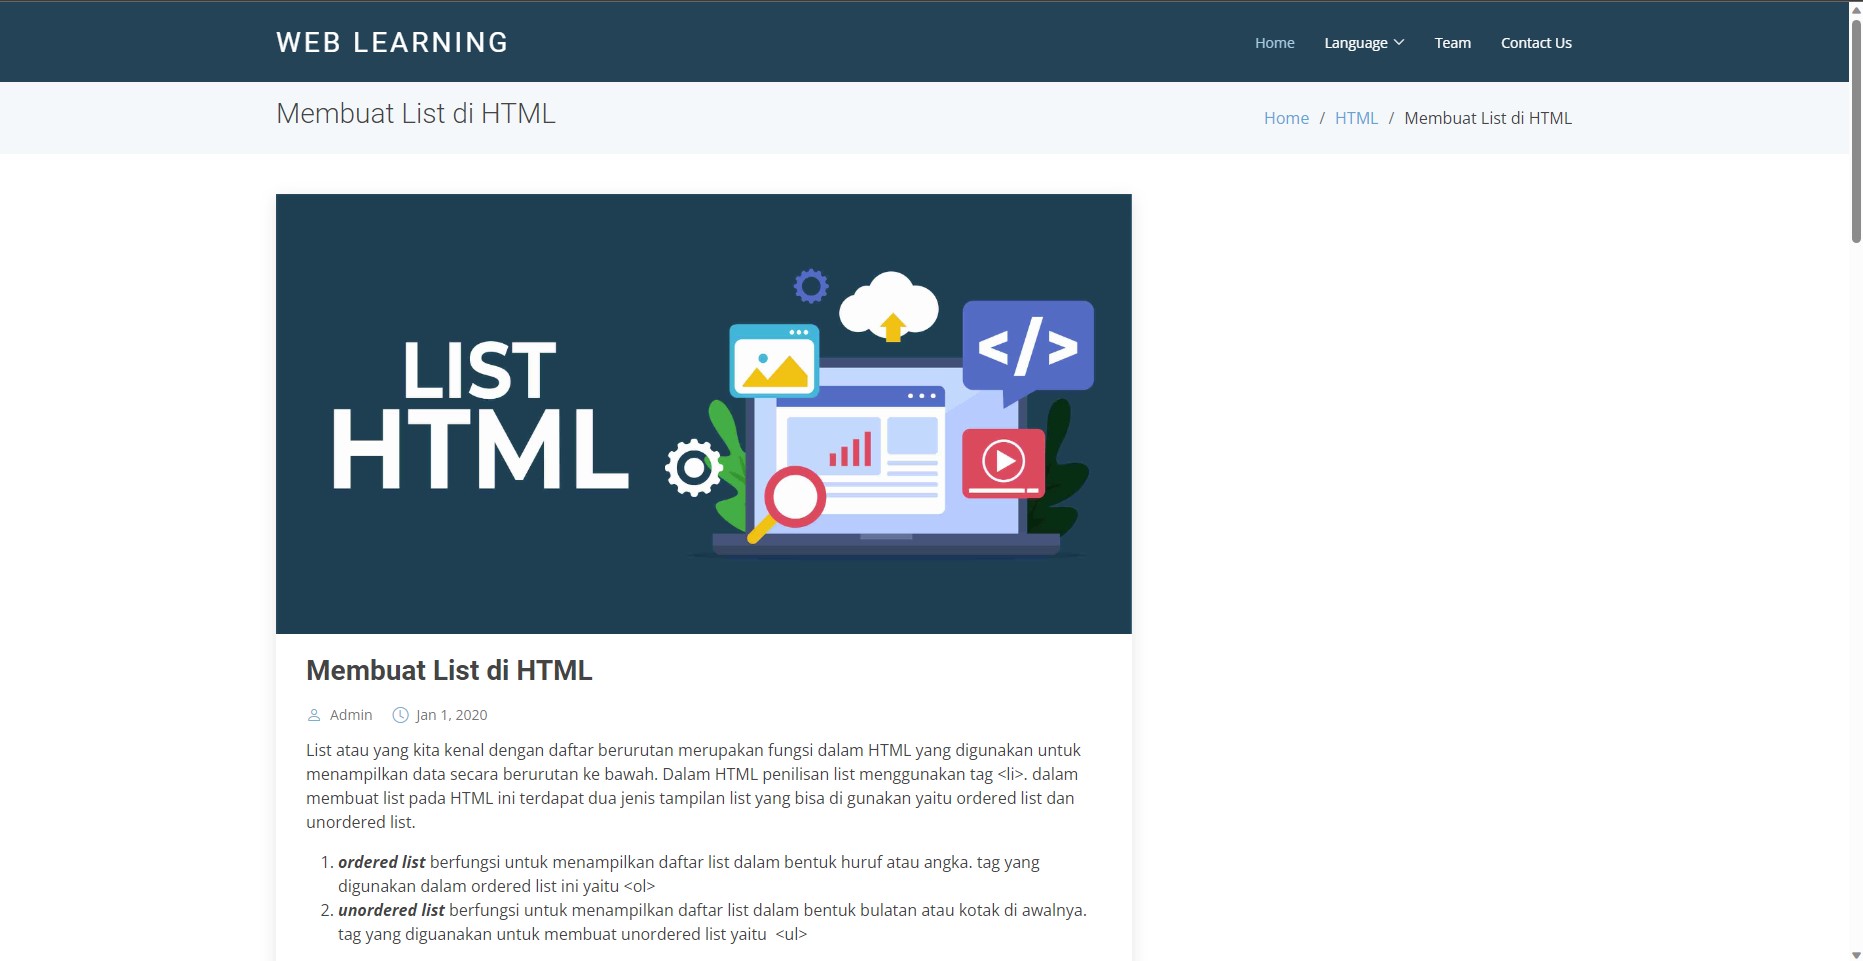 WEB LEARNING
Home Language Team Contact Us
Membuat List di HTML
Home / HTML / Membuat List di HTML
LIST
HTML
</>
Membuat List di HTML
Admin Jan 1, 2020
List atau yang kita kenal dengan daftar berurutan merupakan fungsi dalam HTML yang digunakan untuk
menampilkan data secara berurutan ke bawah. Dalam HTML penilisan list menggunakan tag <li>. dalam
membuat list pada HTML ini terdapat dua jenis tampilan list yang bisa di gunakan yaitu ordered list dan
unordered list.
1. ordered list berfungsi untuk menampilkan daftar list dalam bentuk huruf atau angka. tag yang
digunakan dalam ordered list ini yaitu <ol>
2. unordered list berfungsi untuk menampilkan daftar list dalam bentuk bulatan atau kotak di awalnya.
tag yang diguanakan untuk membuat unordered list yaitu <ul>